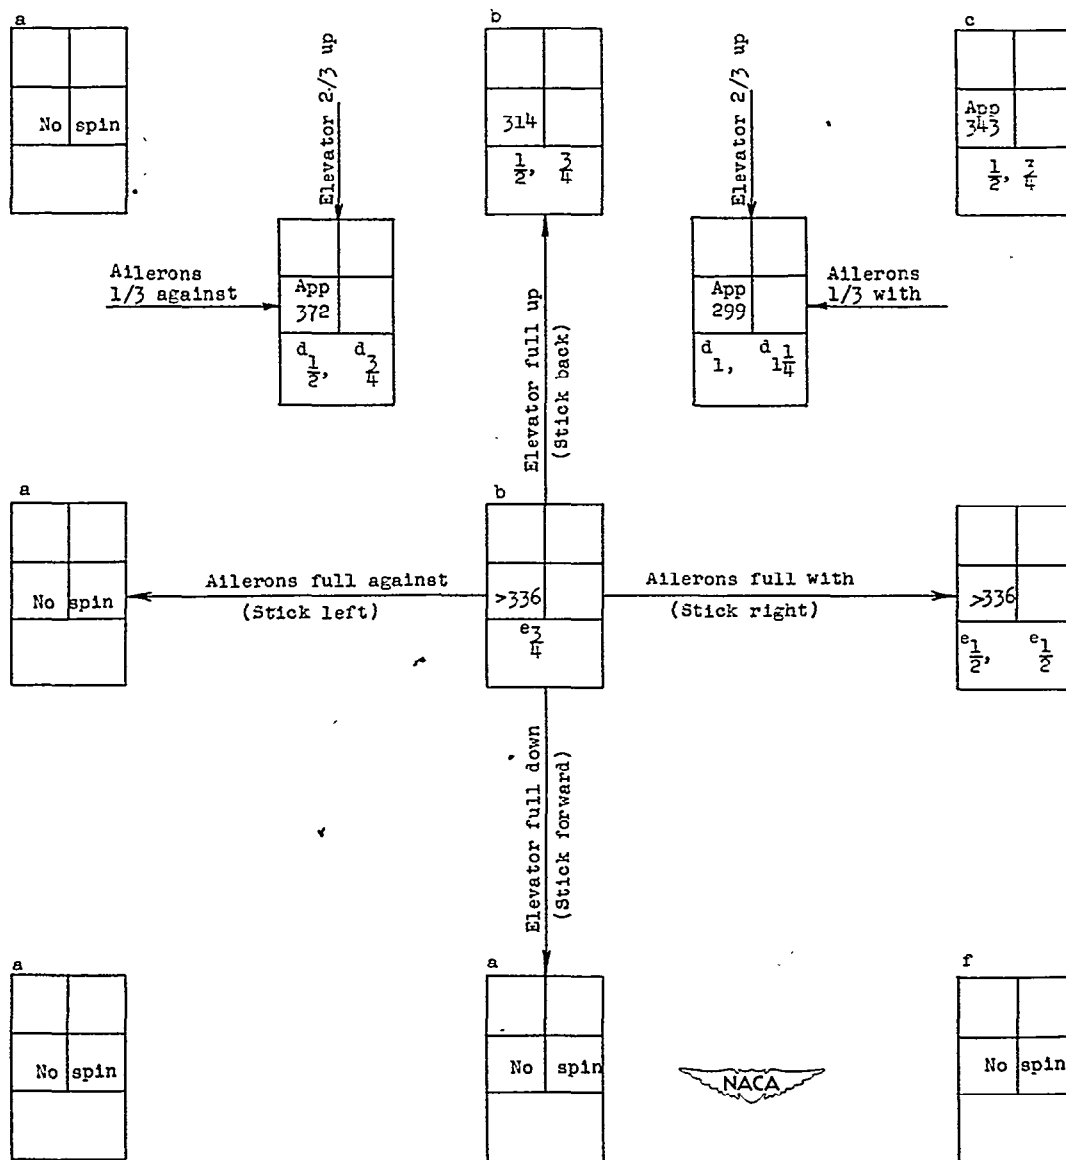 a
b
c
Elevator 2/3 up
Elevator 2/3 up
No spin
314
App
343
1/2, 3/4
1/2, 3/4
Ailerons
1/3 against
App
372
d 1/2, d 3/4
App
299
d 1, d 1 1/4
Ailerons
1/3 with
Elevator full up
(Stick back)
a
b
No spin
Ailerons full against
(Stick left)
>336
e 3/4
Ailerons full with
(Stick right)
>336
e 1/2, e 1/2
Elevator full down
(Stick forward)
a
a
f
No spin
No spin
NACA
No spin